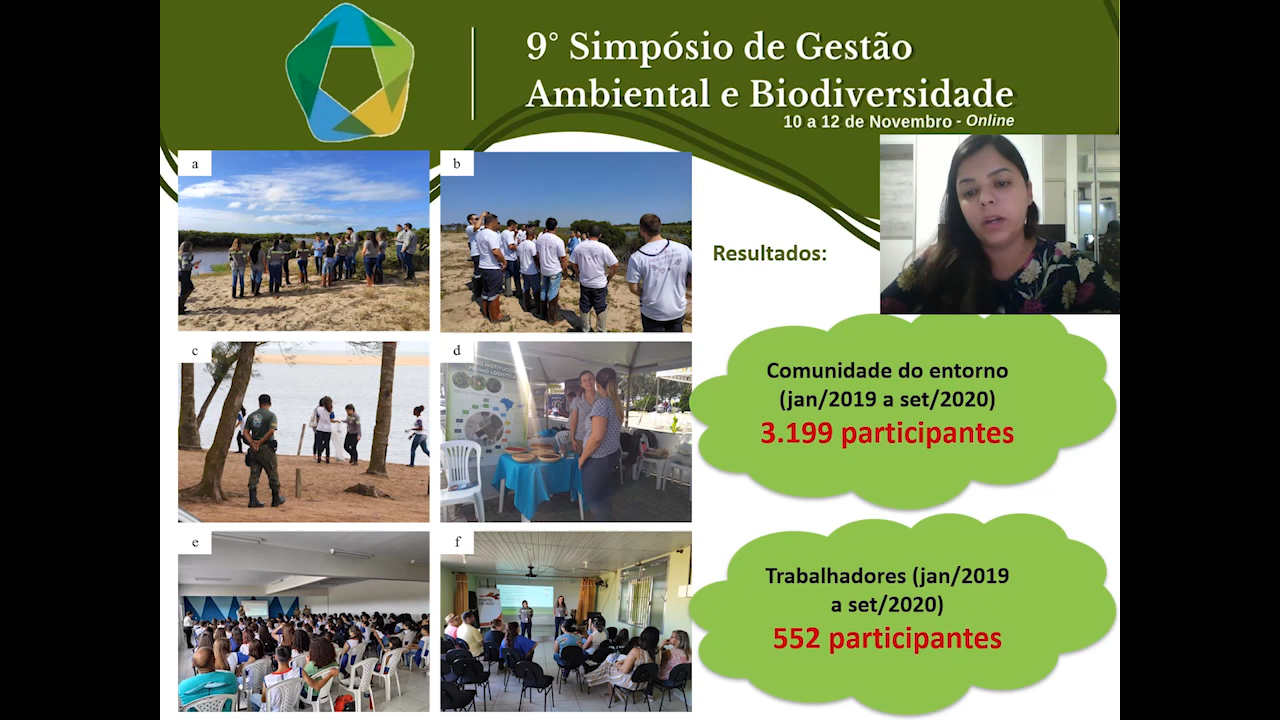 9° Simpósio de Gestão
Ambiental e Biodiversidade
10 a 12 de Novembro - Online
a
b
Resultados:
c
d
Comunidade do entorno
(jan/2019 a set/2020)
3.199 participantes
e
f
Trabalhadores (jan/2019
a set/2020)
552 participantes